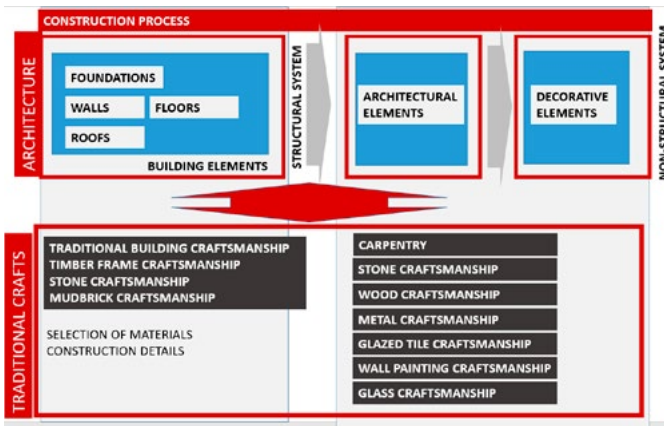 CONSTRUCTION PROCESS
ARCHITECTURE
FOUNDATIONS
WALLS
FLOORS
ROOFS
BUILDING ELEMENTS
STRUCTURAL SYSTEM
ARCHITECTURAL
ELEMENTS
DECORATIVE
ELEMENTS
NON-STRUCTURAL SYSTEM
TRADITIONAL CRAFTS
TRADITIONAL BUILDING CRAFTSMANSHIP
TIMBER FRAME CRAFTSMANSHIP
STONE CRAFTSMANSHIP
MUDBRICK CRAFTSMANSHIP
SELECTION OF MATERIALS
CONSTRUCTION DETAILS
CARPENTRY
STONE CRAFTSMANSHIP
WOOD CRAFTSMANSHIP
METAL CRAFTSMANSHIP
GLAZED TILE CRAFTSMANSHIP
WALL PAINTING CRAFTSMANSHIP
GLASS CRAFTSMANSHIP